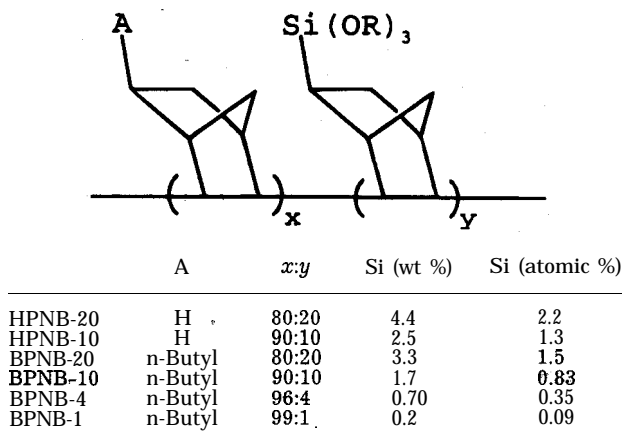 A Si(OR)3
( )x ( )y
A x:y Si (wt %) Si (atomic %)
HPNB-20 H 80:20 4.4 2.2
HPNB-10 H 90:10 2.5 1.3
BPNB-20 n-Butyl 80:20 3.3 1.5
BPNB-10 n-Butyl 90:10 1.7 0.83
BPNB-4 n-Butyl 96:4 0.70 0.35
BPNB-1 n-Butyl 99:1 0.2 0.09